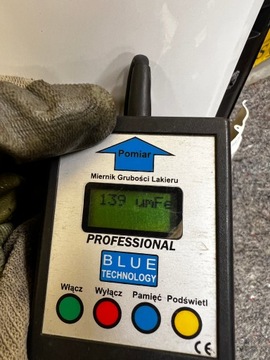 Pomiar
Miernik Grubości Lakieru
139 umFe
PROFESSIONAL
BLUE
TECHNOLOGY
Włącz Wyłącz Pamięć Podświetl
CE